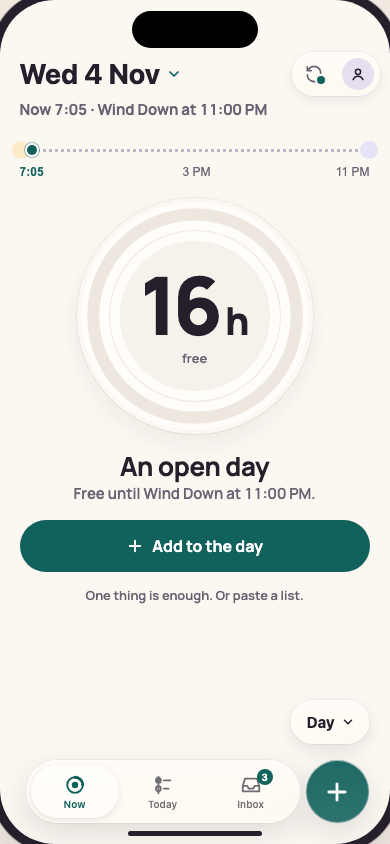 Wed 4 Nov
Now 7:05 · Wind Down at 11:00 PM
7:05
3 PM
11 PM
16h
free
An open day
Free until Wind Down at 11:00 PM.
+ Add to the day
One thing is enough. Or paste a list.
Day
3
Now
Today
Inbox